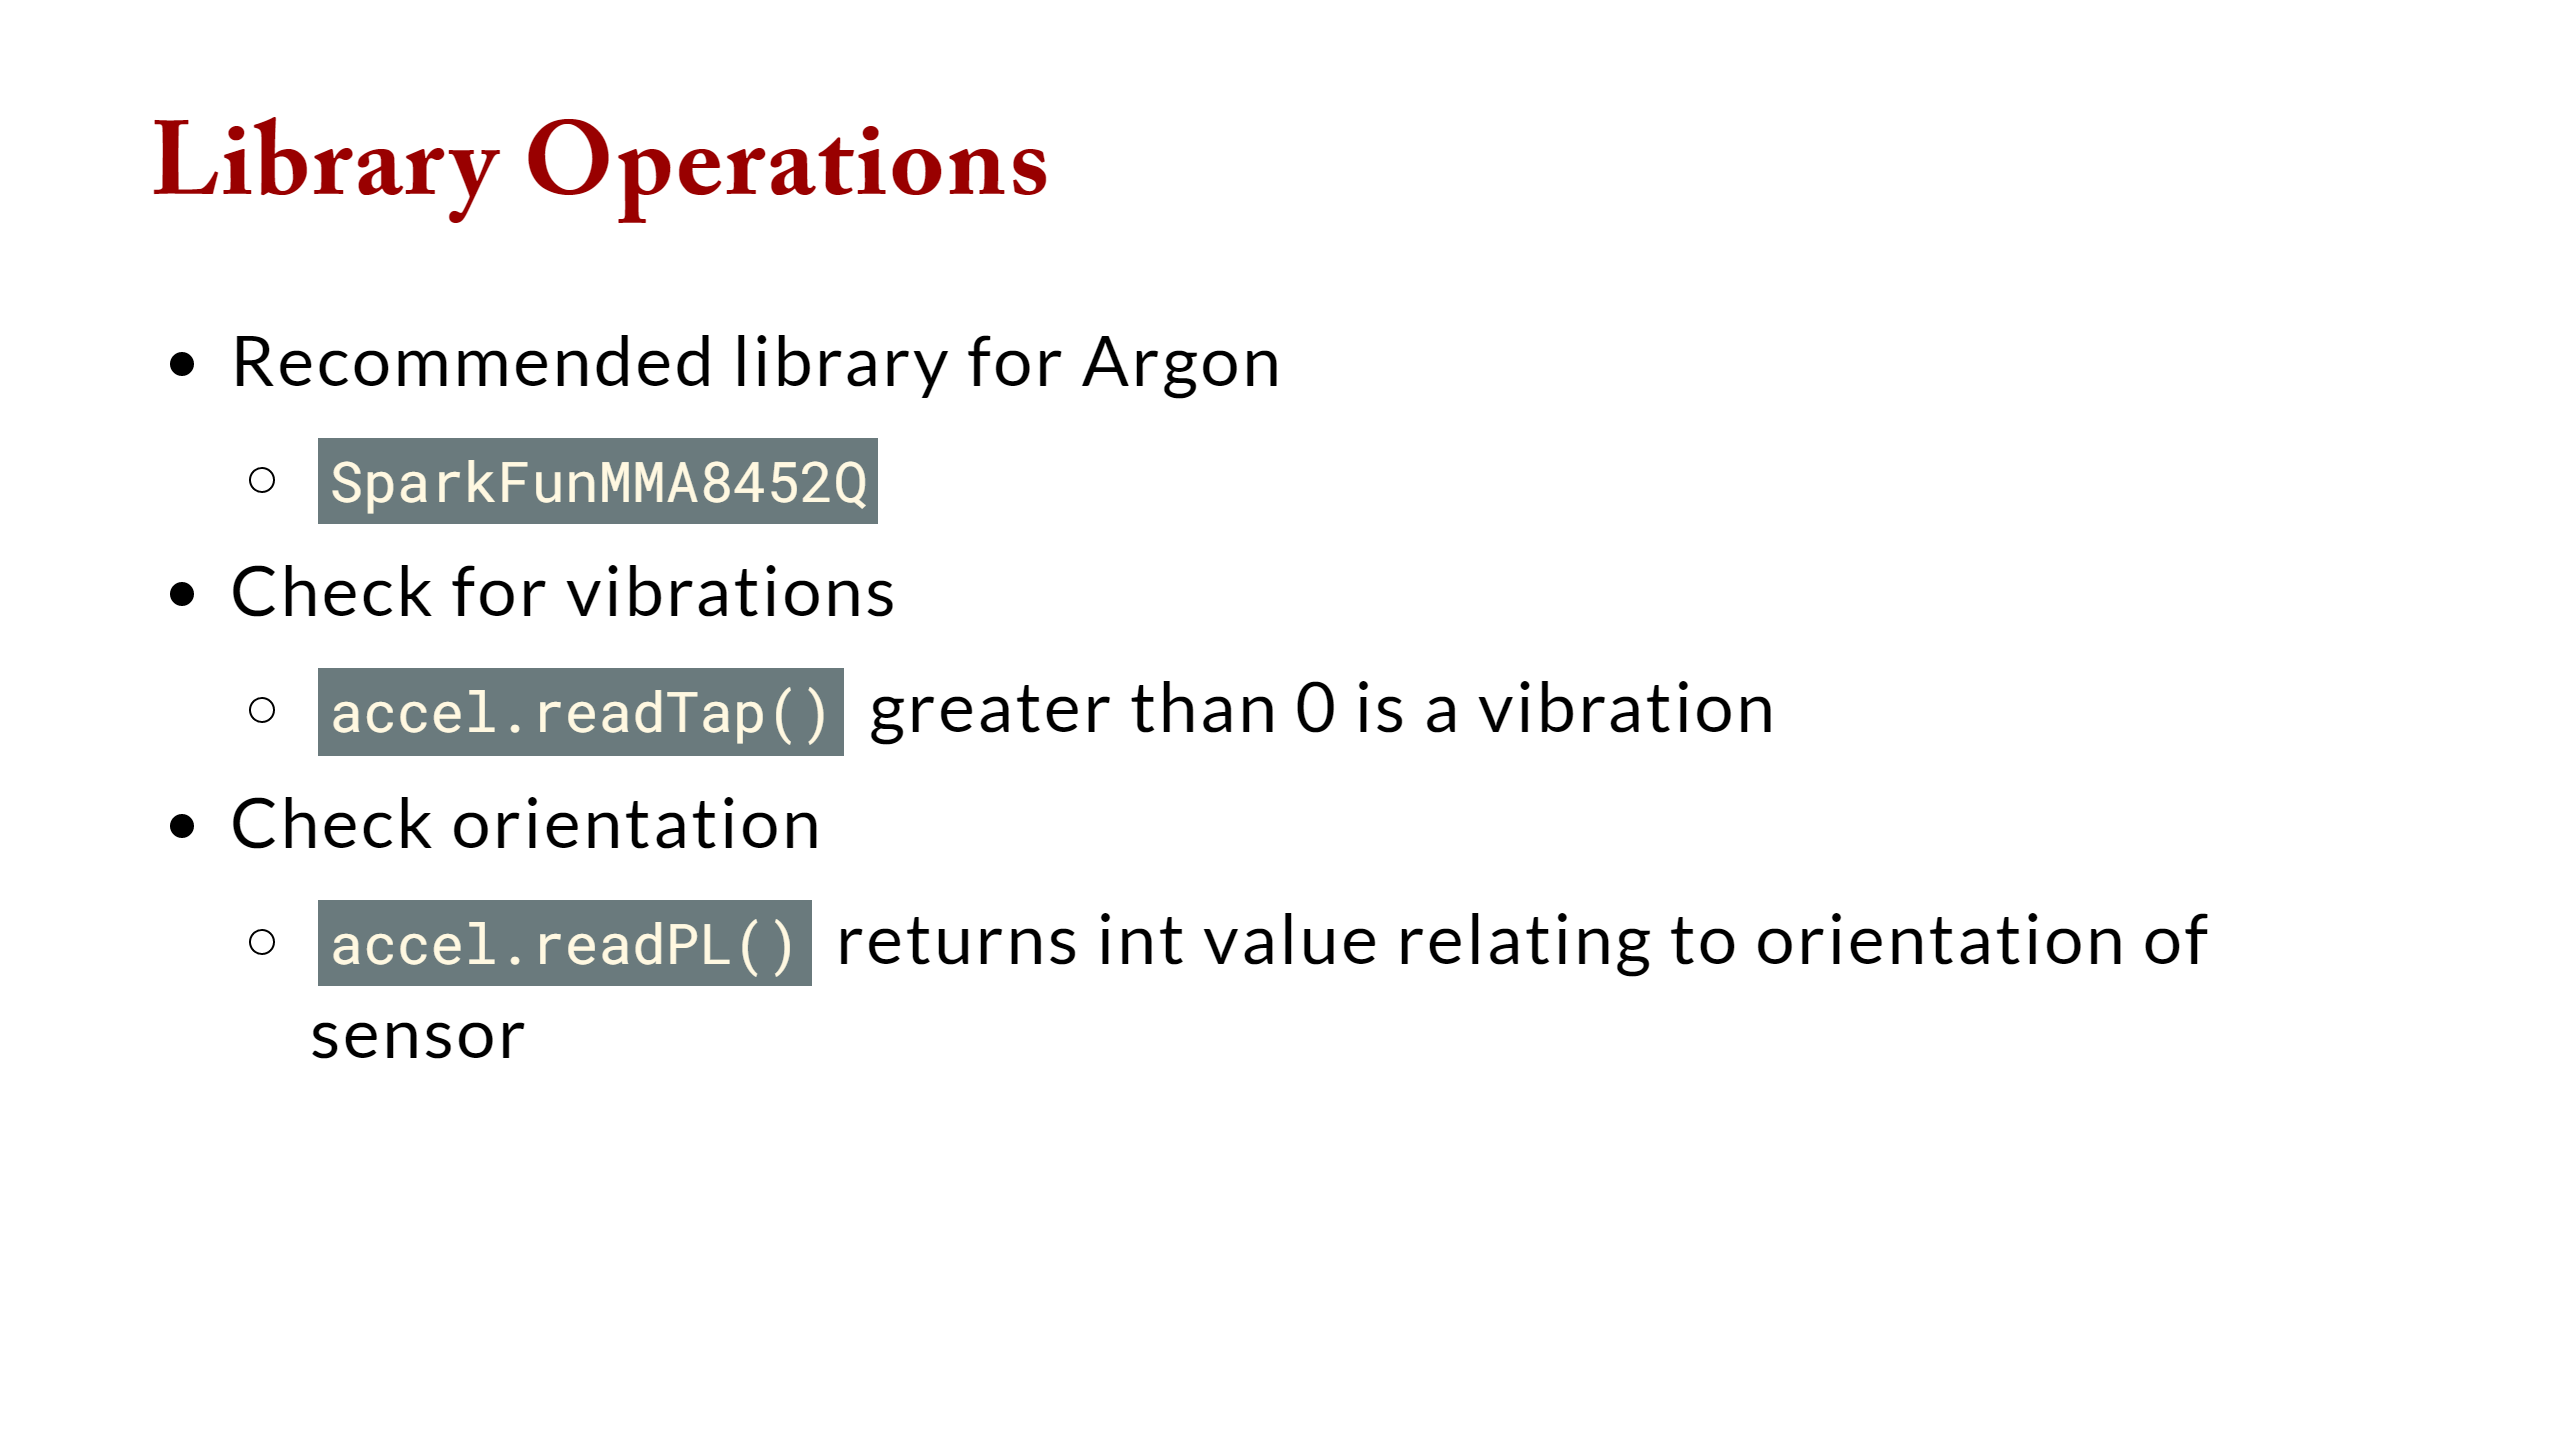 Library Operations
Recommended library for Argon
SparkFunMMA8452Q
Check for vibrations
accel.readTap() greater than 0 is a vibration
Check orientation
accel.readPL() returns int value relating to orientation of
sensor